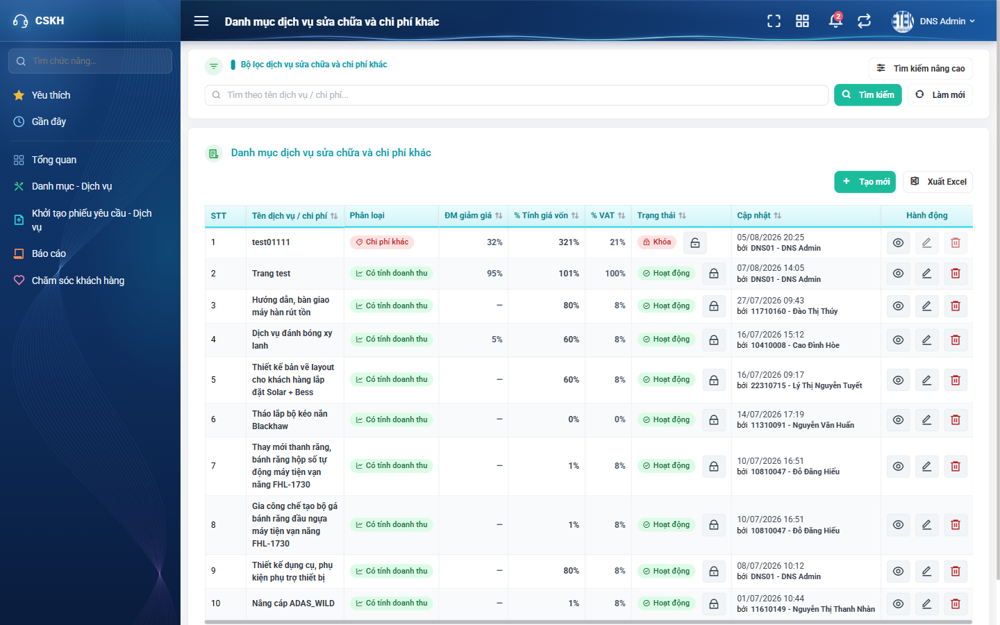 CSKH
Danh mục dịch vụ sửa chữa và chi phí khác
2
DNS Admin
Tìm chức năng...
Yêu thích
Gần đây
Tổng quan
Danh mục - Dịch vụ
Khởi tạo phiếu yêu cầu - Dịch
vụ
Báo cáo
Chăm sóc khách hàng
Bộ lọc dịch vụ sửa chữa và chi phí khác
Tìm kiếm nâng cao
Tìm theo tên dịch vụ / chi phí...
Tìm kiếm
Làm mới
Danh mục dịch vụ sửa chữa và chi phí khác
Tạo mới
Xuất Excel
STT Tên dịch vụ / chi phí Phân loại ĐM giảm giá % Tính giá vốn % VAT Trạng thái Cập nhật Hành động
1 test01111 Chi phí khác 32% 321% 21% Khóa 05/08/2026 20:25
bởi DNS01 - DNS Admin
2 Trang test Có tính doanh thu 95% 101% 100% Hoạt động 07/08/2026 14:05
bởi DNS01 - DNS Admin
3 Hướng dẫn, bàn giao
máy hàn rút tồn Có tính doanh thu — 80% 8% Hoạt động 27/07/2026 09:43
bởi 11710160 - Đào Thị Thúy
4 Dịch vụ đánh bóng xy
lanh Có tính doanh thu 5% 60% 8% Hoạt động 16/07/2026 15:12
bởi 10410008 - Cao Đình Hòe
5 Thiết kế bản vẽ layout
cho khách hàng lắp
đặt Solar + Bess Có tính doanh thu — 60% 8% Hoạt động 16/07/2026 09:17
bởi 22310715 - Lý Thị Nguyễn Tuyết
6 Tháo lắp bộ kéo nắn
Blackhaw Có tính doanh thu — 0% 0% Hoạt động 14/07/2026 17:19
bởi 11310091 - Nguyễn Văn Huấn
7 Thay mới thanh răng,
bánh răng hộp số tự
động máy tiện vạn
năng FHL-1730 Có tính doanh thu — 1% 8% Hoạt động 10/07/2026 16:51
bởi 10810047 - Đỗ Đăng Hiếu
8 Gia công chế tạo bộ gá
bánh răng đầu ngựa
máy tiện vạn năng
FHL-1730 Có tính doanh thu — 1% 8% Hoạt động 10/07/2026 16:51
bởi 10810047 - Đỗ Đăng Hiếu
9 Thiết kế dụng cụ, phụ
kiện phụ trợ thiết bị Có tính doanh thu — 80% 8% Hoạt động 08/07/2026 10:12
bởi DNS01 - DNS Admin
10 Nâng cấp ADAS_WILD Có tính doanh thu — 1% 8% Hoạt động 01/07/2026 10:44
bởi 11610149 - Nguyễn Thị Thanh Nhàn